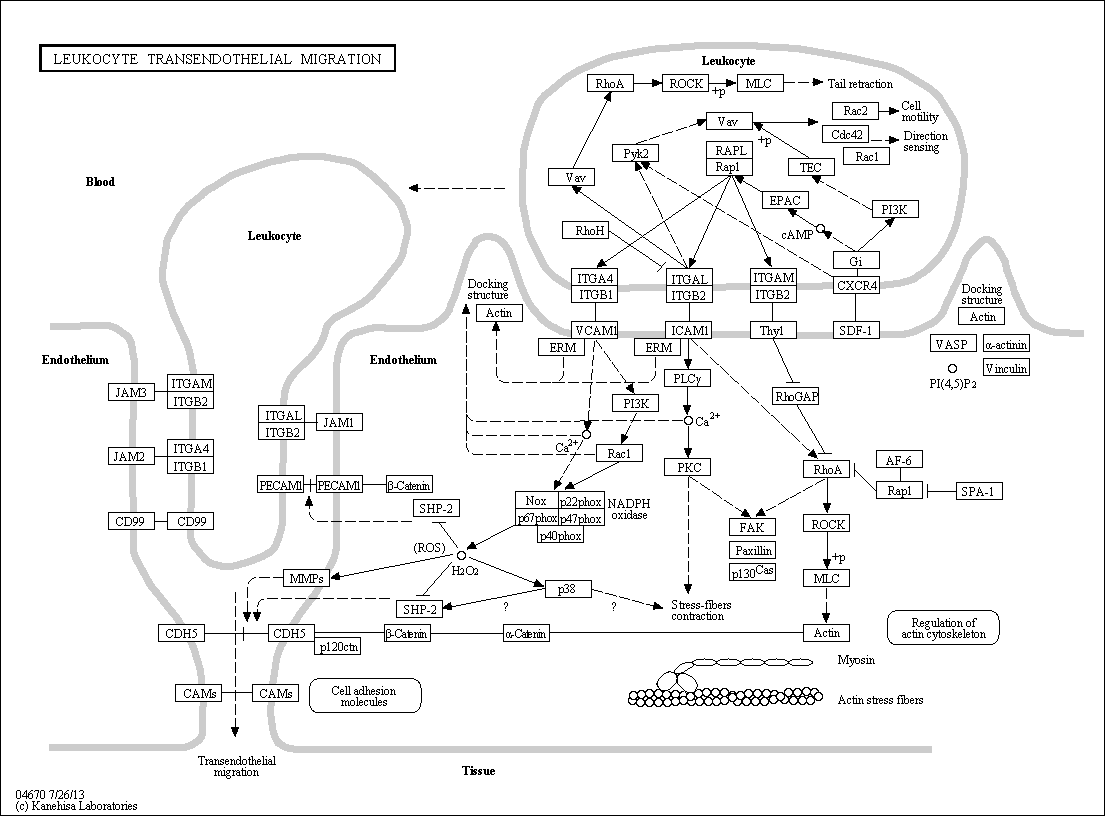 LEUKOCYTE TRANSENDOTHELIAL MIGRATION
Leukocyte
RhoA
ROCK
+p
MLC
Tail retraction
Vav
+p
Rac2
Cell
motility
Cdc42
Direction
sensing
Rac1
Pyk2
RAPL
Rap1
TEC
Blood
Vav
EPAC
PI3K
cAMP
RhoH
Leukocyte
Gi
ITGA4
ITGB1
ITGAL
ITGB2
ITGAM
ITGB2
CXCR4
Docking
structure
Actin
Docking
structure
Actin
VCAM1
ICAM1
Thy1
SDF-1
ERM
ERM
VASP
α-actinin
Vinculin
PI(4,5)P2
Endothelium
Endothelium
PLCγ
JAM3
ITGAM
ITGB2
PI3K
RhoGAP
ITGAL
ITGB2
JAM1
Ca2+
Ca2+
JAM2
ITGA4
ITGB1
Rac1
PKC
RhoA
AF-6
Rap1
SPA-1
PECAM1
PECAM1
β-Catenin
SHP-2
Nox
p22phox
p67phox
p47phox
p40phox
NADPH
oxidase
CD99
CD99
FAK
Paxillin
p130Cas
ROCK
+p
MLC
(ROS)
H2O2
MMPs
p38
SHP-2
?
?
Stress-fibers
contraction
CDH5
CDH5
p120ctn
β-Catenin
α-Catenin
Actin
Regulation of
actin cytoskeleton
Myosin
Actin stress fibers
CAMs
CAMs
Cell adhesion
molecules
Transendothelial
migration
Tissue
04670 7/26/13
(c) Kanehisa Laboratories